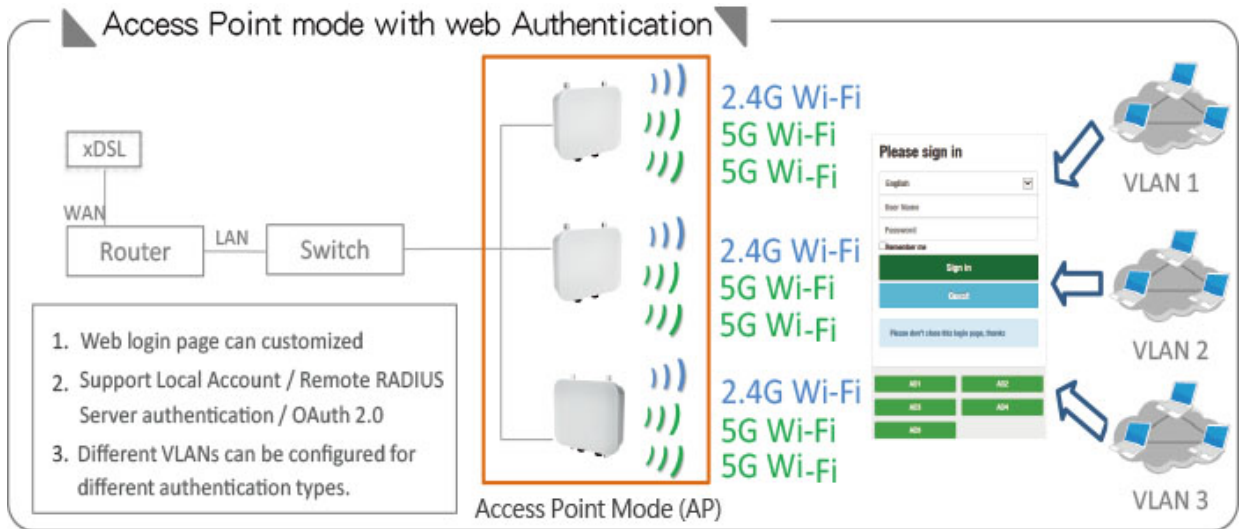 Access Point mode with web Authentication
xDSL
WAN
Router
LAN
Switch
1. Web login page can customized
2. Support Local Account / Remote RADIUS
Server authentication / OAuth 2.0
3. Different VLANs can be configured for
different authentication types.
2.4G Wi-Fi
5G Wi-Fi
5G Wi-Fi
2.4G Wi-Fi
5G Wi-Fi
5G Wi-Fi
2.4G Wi-Fi
5G Wi-Fi
5G Wi-Fi
Access Point Mode (AP)
Please sign in
English
User Name
Password
Remember me
Sign in
Guest
Please don't close this login page, thanks
AD1
AD2
AD3
AD4
AD5
VLAN 1
VLAN 2
VLAN 3